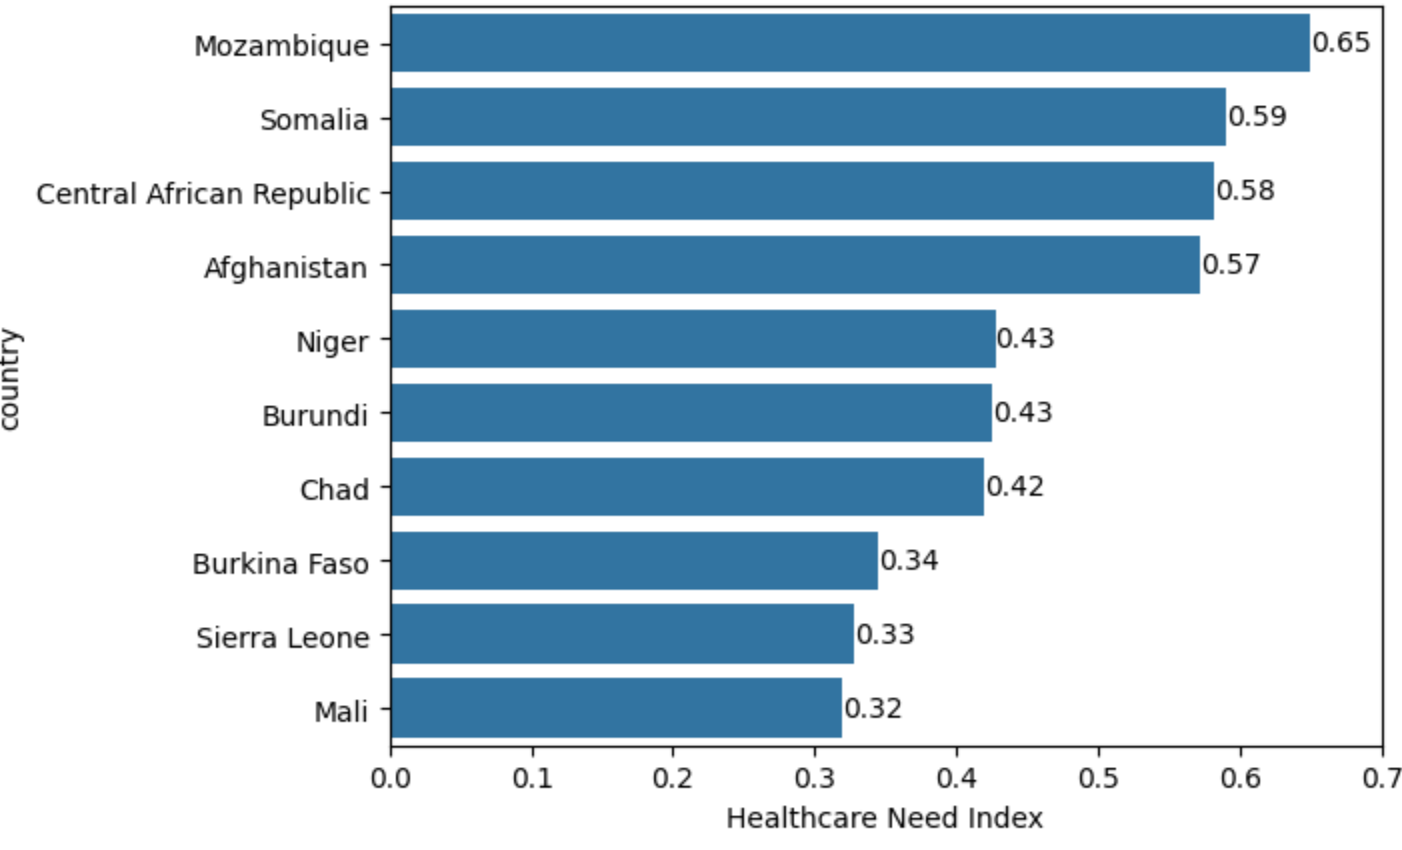 country
Mozambique 0.65
Somalia 0.59
Central African Republic 0.58
Afghanistan 0.57
Niger 0.43
Burundi 0.43
Chad 0.42
Burkina Faso 0.34
Sierra Leone 0.33
Mali 0.32
0.0 0.1 0.2 0.3 0.4 0.5 0.6 0.7
Healthcare Need Index